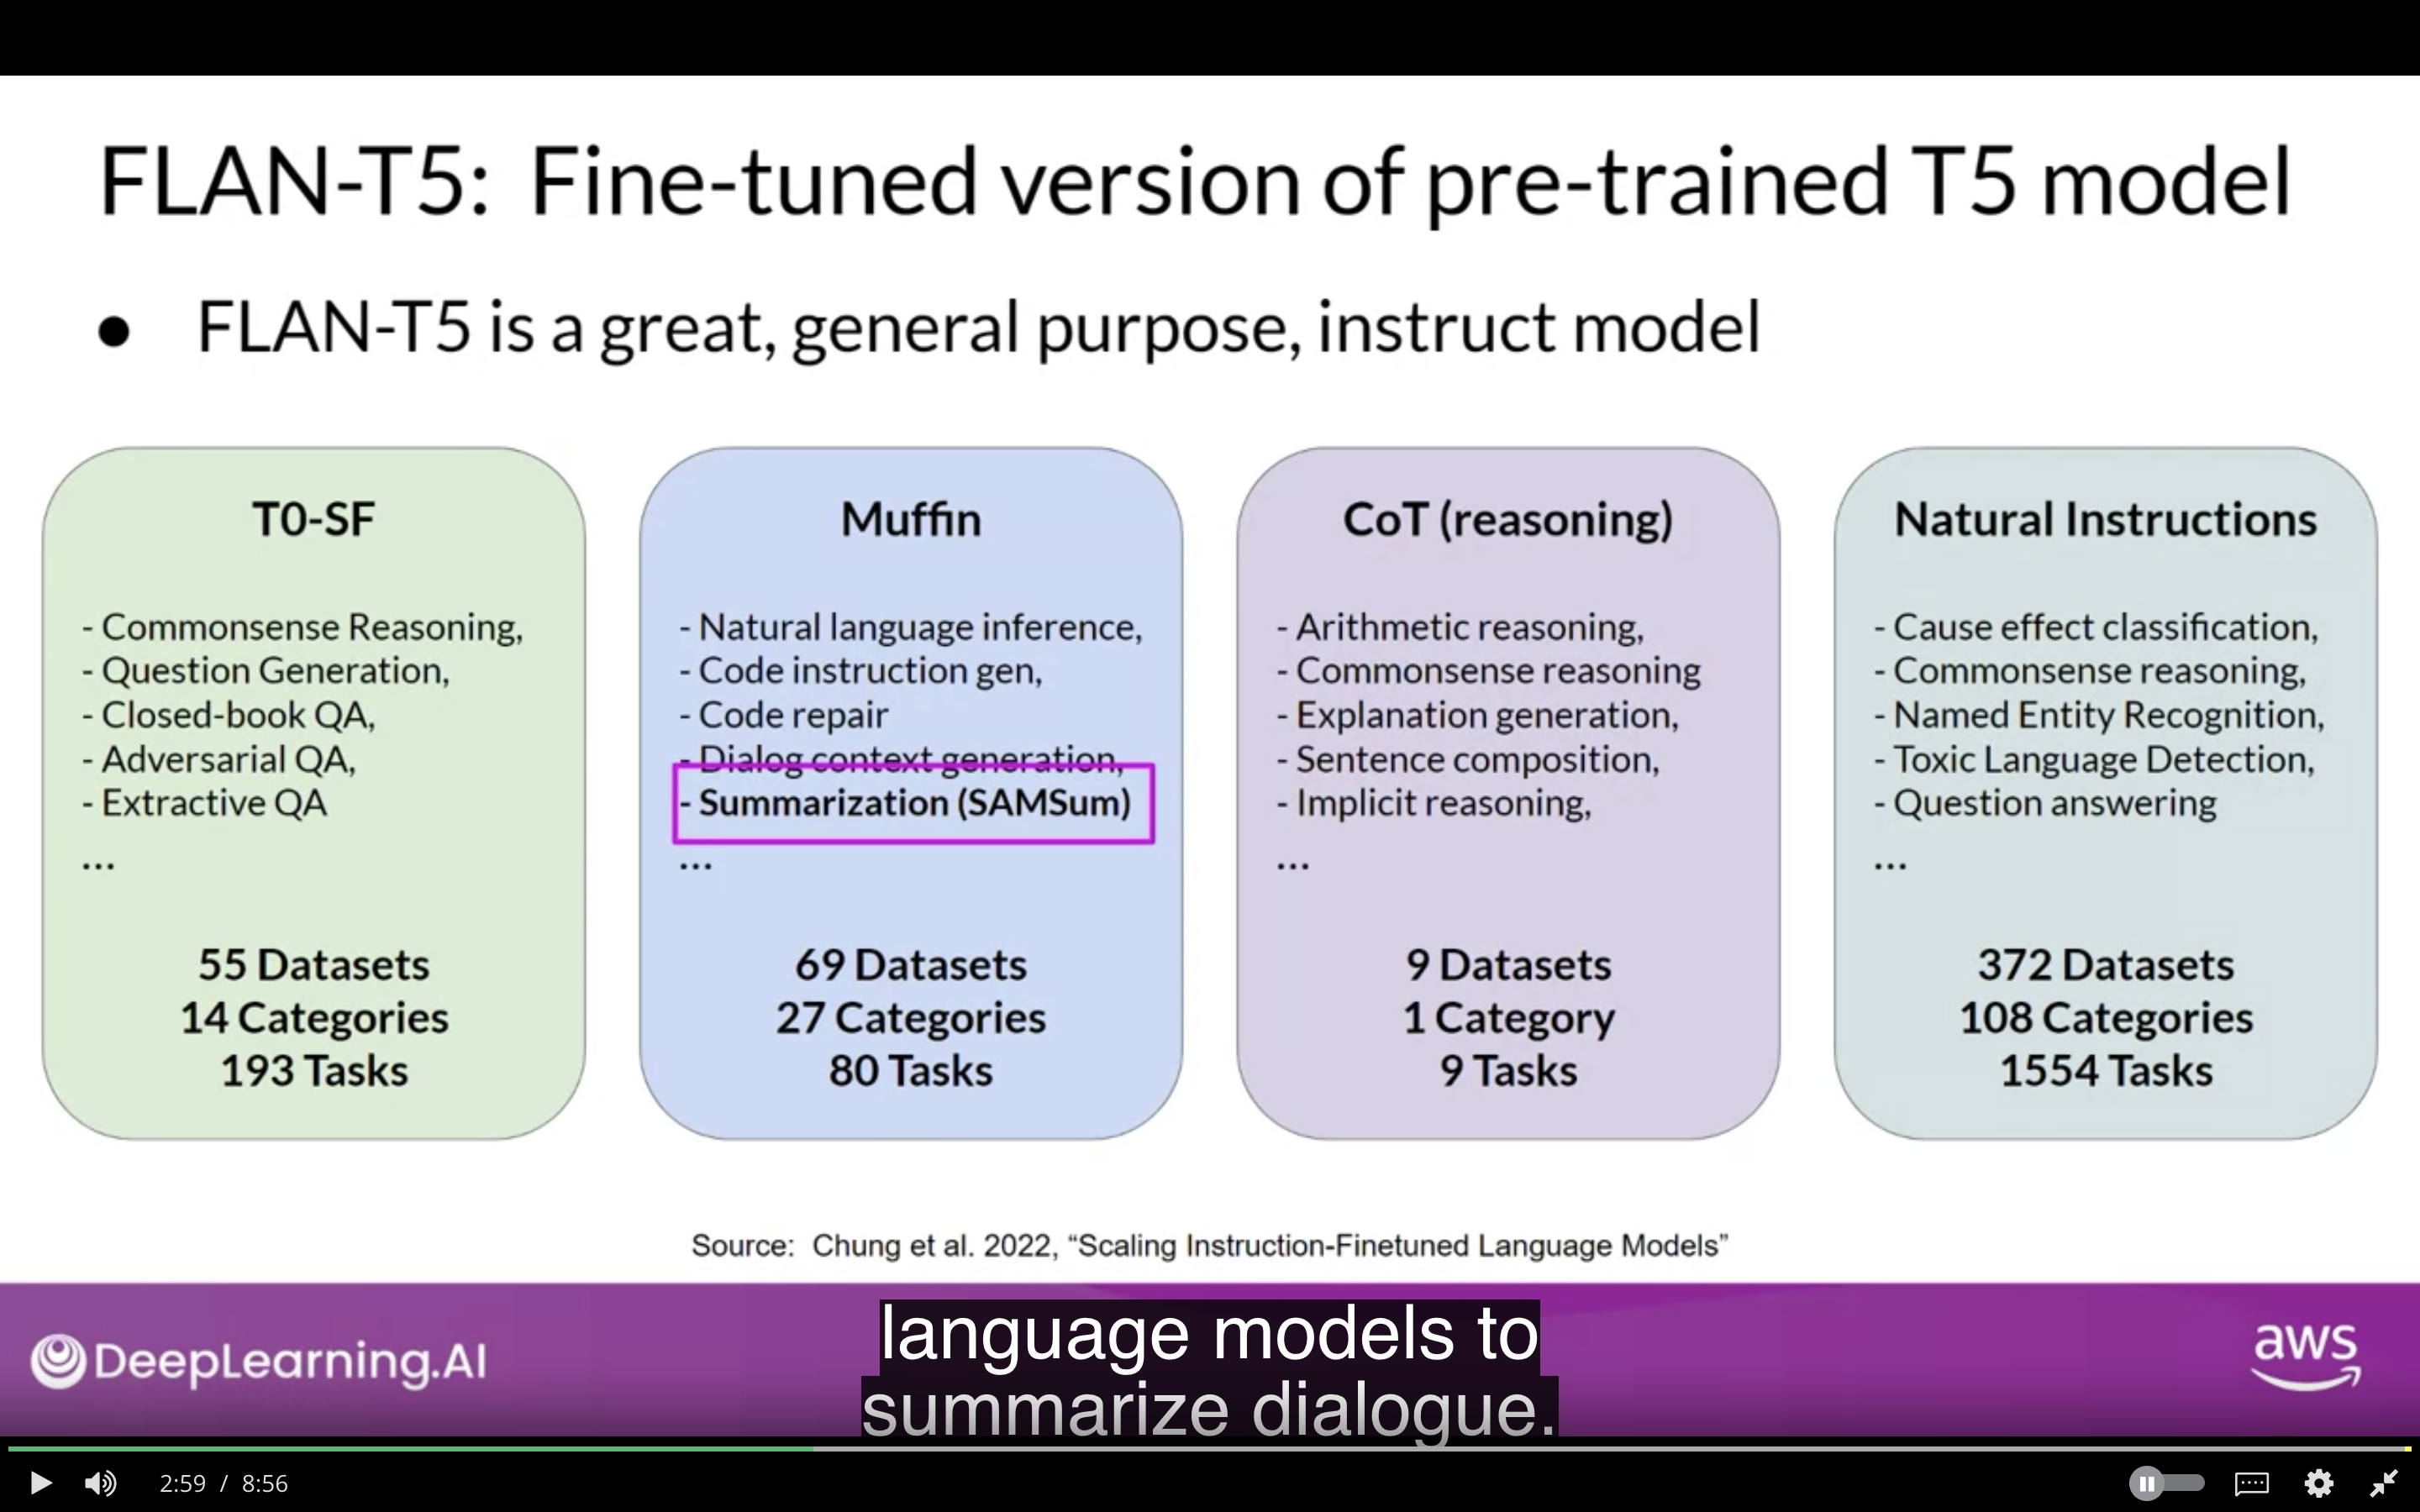 FLAN-T5: Fine-tuned version of pre-trained T5 model
● FLAN-T5 is a great, general purpose, instruct model
T0-SF
- Commonsense Reasoning,
- Question Generation,
- Closed-book QA,
- Adversarial QA,
- Extractive QA
...
55 Datasets
14 Categories
193 Tasks
Muffin
- Natural language inference,
- Code instruction gen,
- Code repair
- Dialog context generation,
- Summarization (SAMSum)
...
69 Datasets
27 Categories
80 Tasks
CoT (reasoning)
- Arithmetic reasoning,
- Commonsense reasoning
- Explanation generation,
- Sentence composition,
- Implicit reasoning,
...
9 Datasets
1 Category
9 Tasks
Natural Instructions
- Cause effect classification,
- Commonsense reasoning,
- Named Entity Recognition,
- Toxic Language Detection,
- Question answering
...
372 Datasets
108 Categories
1554 Tasks
Source: Chung et al. 2022, “Scaling Instruction-Finetuned Language Models”
DeepLearning.AI
language models to
summarize dialogue.
aws
2:59 / 8:56